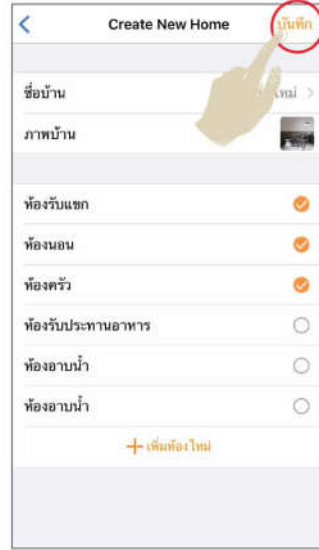 Create New Home
บันทึก
ชื่อบ้าน
ใหม่
ภาพบ้าน
ห้องรับแขก
ห้องนอน
ห้องครัว
ห้องรับประทานอาหาร
ห้องอาบน้ำ
ห้องอาบน้ำ
เพิ่มห้องใหม่